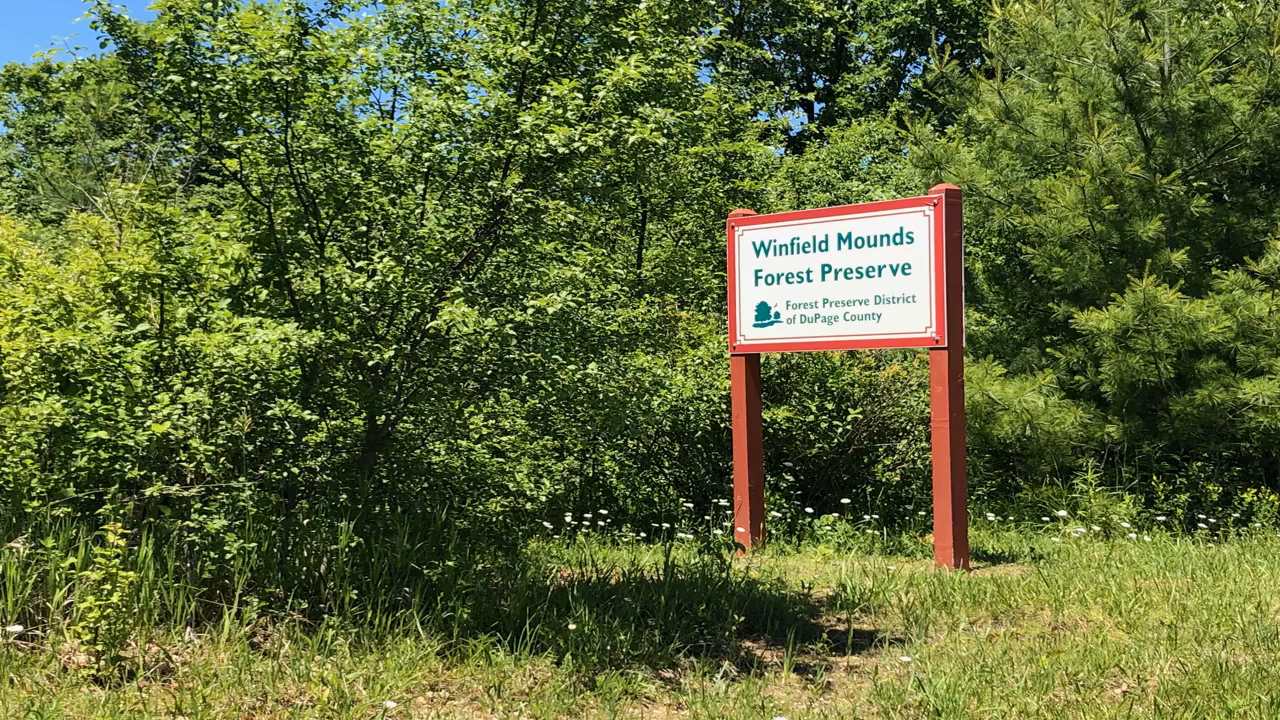 Winfield Mounds
Forest Preserve
Forest Preserve District
of DuPage County